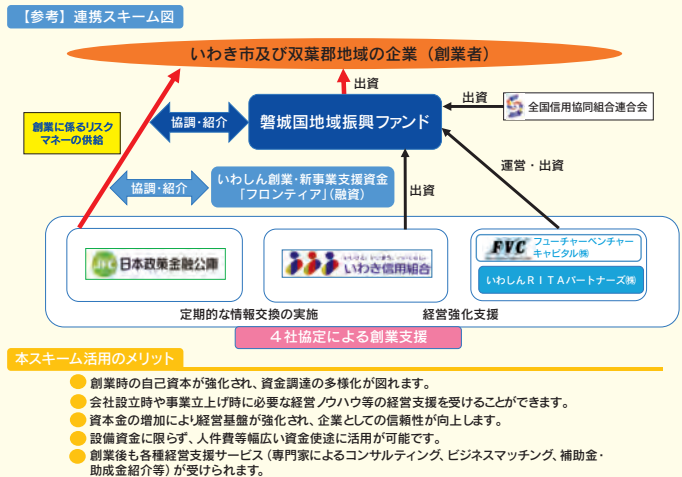 【参考】連携スキーム図
いわき市及び双葉郡地域の企業(創業者)
出資
出資
全国信用協同組合連合会
創業に係るリスク
マネーの供給
協調・紹介
磐城国地域振興ファンド
運営・出資
協調・紹介
いわしん創業・新事業支援資金
「フロンティア」(融資)
出資
JFC 日本政策金融公庫
いわき信用組合
FVC フューチャーベンチャー
キャピタル㈱
いわしんRITAパートナーズ㈱
定期的な情報交換の実施
経営強化支援
4社協定による創業支援
本スキーム活用のメリット
創業時の自己資本が強化され、資金調達の多様化が図れます。
会社設立時や事業立上げ時に必要な経営ノウハウ等の経営支援を受けることができます。
資本金の増加により経営基盤が強化され、企業としての信頼性が向上します。
設備資金に限らず、人件費等幅広い資金使途に活用が可能です。
創業後も各種経営支援サービス(専門家によるコンサルティング、ビジネスマッチング、補助金・
助成金紹介等)が受けられます。